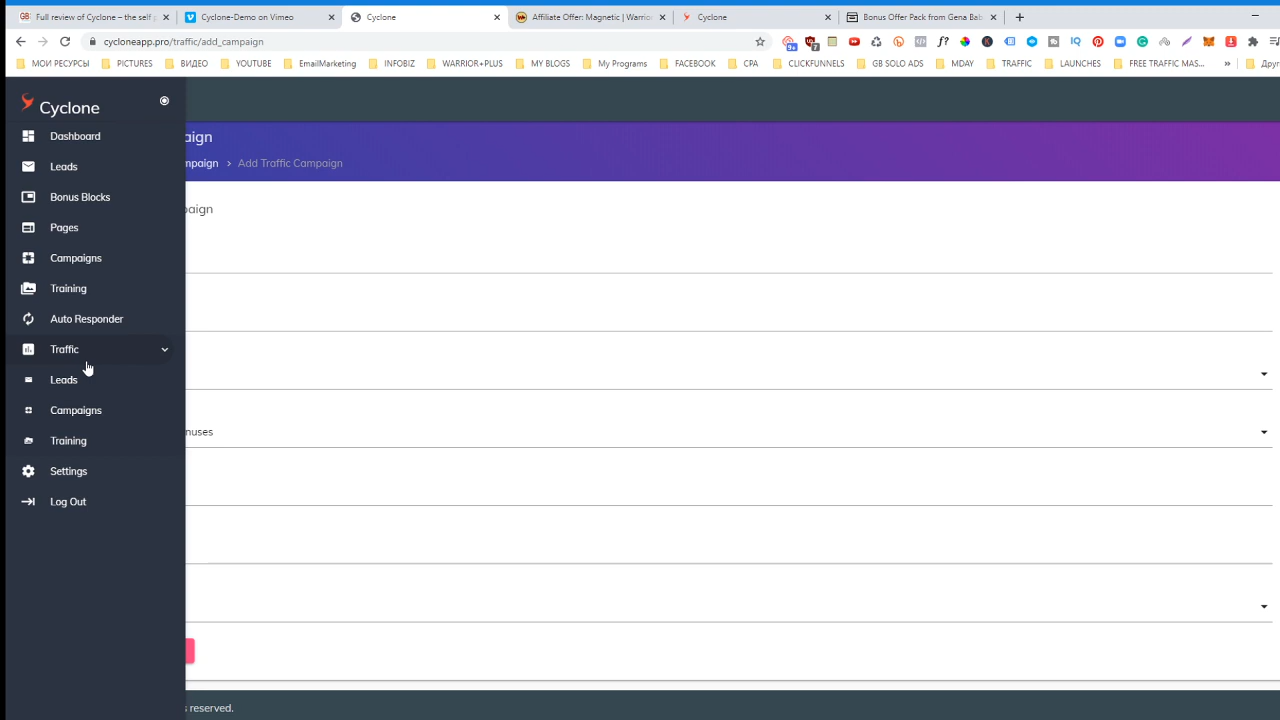 Full review of Cyclone – the self p
Cyclone-Demo on Vimeo
Cyclone
Affiliate Offer: Magnetic | Warrio
Cyclone
Bonus Offer Pack from Gena Bab
cycloneapp.pro/traffic/add_campaign
МОИ РЕСУРСЫ
PICTURES
ВИДЕО
YOUTUBE
EmailMarketing
INFOBIZ
WARRIOR+PLUS
MY BLOGS
My Programs
FACEBOOK
CPA
CLICKFUNNELS
GB SOLO ADS
MDAY
TRAFFIC
LAUNCHES
FREE TRAFFIC MAS...
»
Друг
Cyclone
Dashboard
Leads
Bonus Blocks
Pages
Campaigns
Training
Auto Responder
Traffic
Leads
Campaigns
Training
Settings
Log Out
aign
mpaign > Add Traffic Campaign
paign
nuses
s reserved.